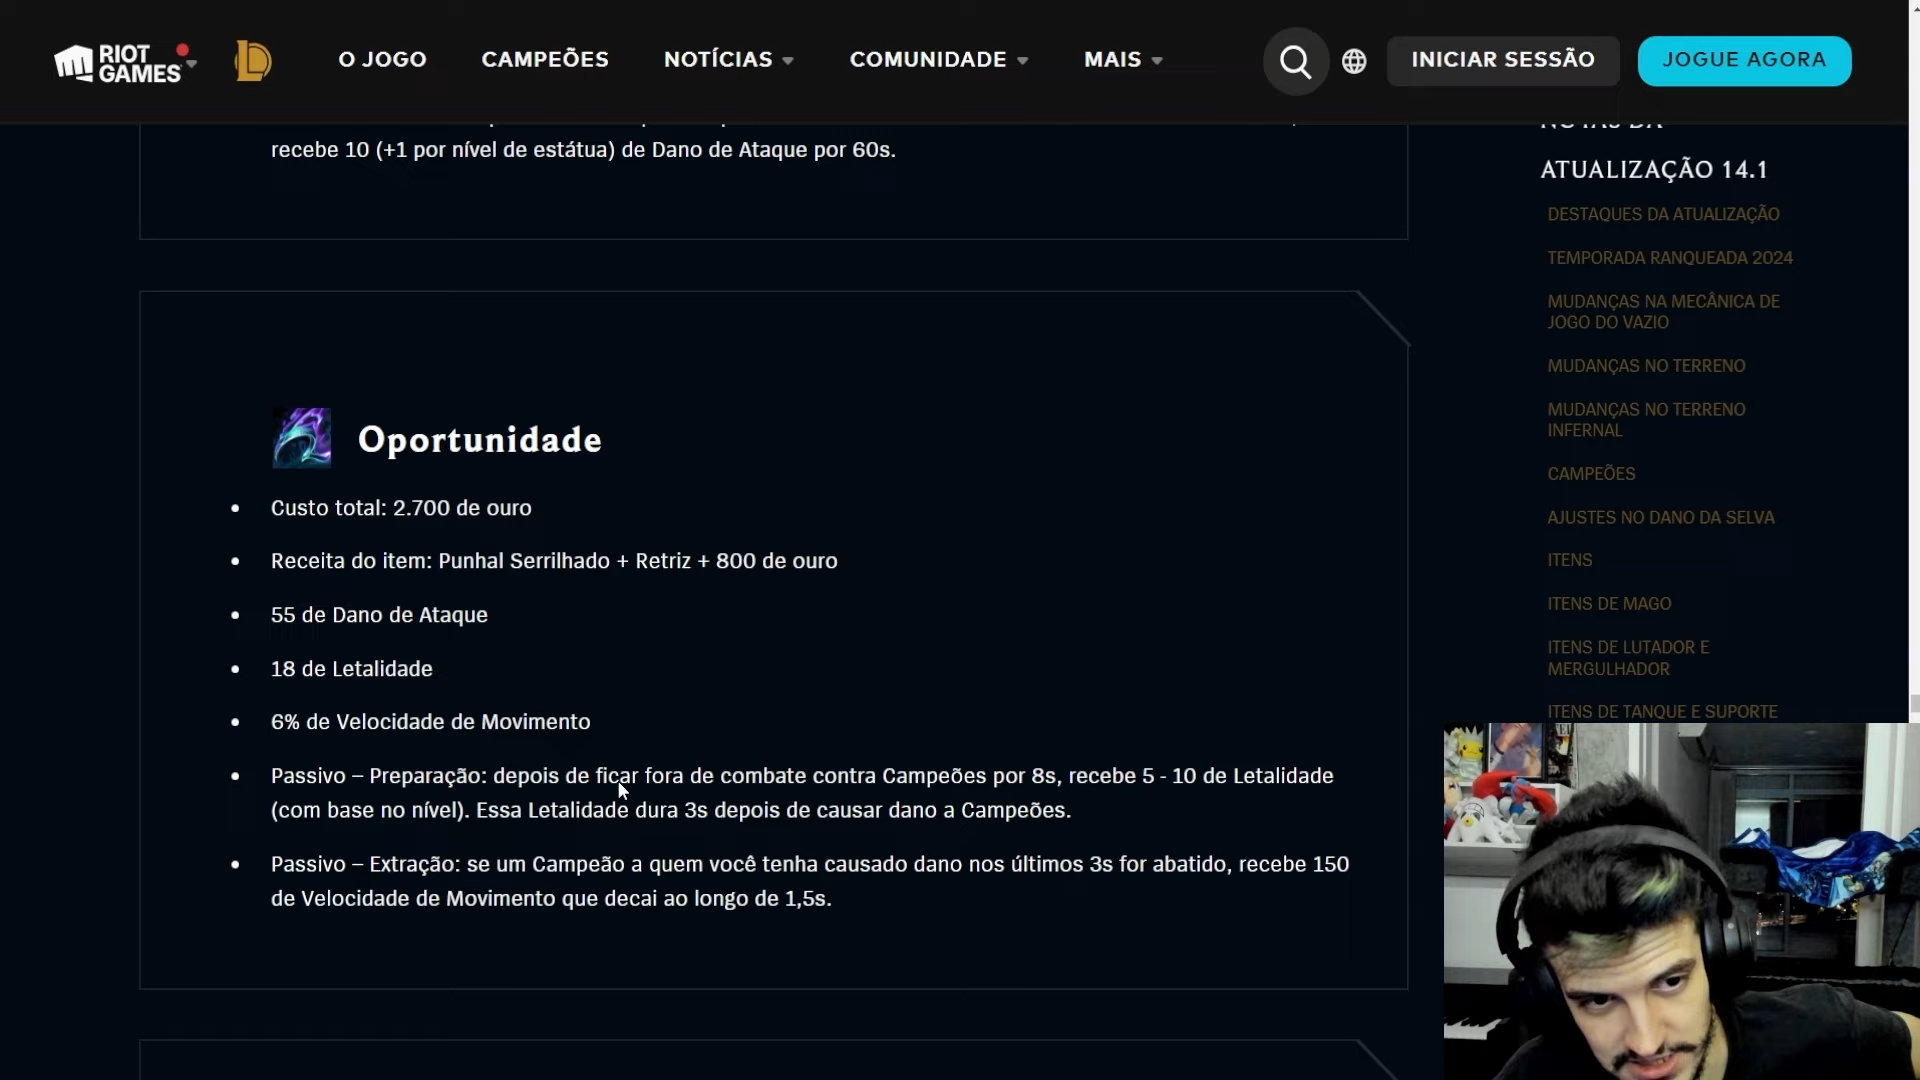 RIOT
GAMES
O JOGO
CAMPEÕES
NOTÍCIAS
COMUNIDADE
MAIS
INICIAR SESSÃO
JOGUE AGORA
recebe 10 (+1 por nível de estátua) de Dano de Ataque por 60s.
Oportunidade
Custo total: 2.700 de ouro
Receita do item: Punhal Serrilhado + Retriz + 800 de ouro
55 de Dano de Ataque
18 de Letalidade
6% de Velocidade de Movimento
Passivo – Preparação: depois de ficar fora de combate contra Campeões por 8s, recebe 5 - 10 de Letalidade
(com base no nível). Essa Letalidade dura 3s depois de causar dano a Campeões.
Passivo – Extração: se um Campeão a quem você tenha causado dano nos últimos 3s for abatido, recebe 150
de Velocidade de Movimento que decai ao longo de 1,5s.
NOTAS DA
ATUALIZAÇÃO 14.1
DESTAQUES DA ATUALIZAÇÃO
TEMPORADA RANQUEADA 2024
MUDANÇAS NA MECÂNICA DE
JOGO DO VAZIO
MUDANÇAS NO TERRENO
MUDANÇAS NO TERRENO
INFERNAL
CAMPEÕES
AJUSTES NO DANO DA SELVA
ITENS
ITENS DE MAGO
ITENS DE LUTADOR E
MERGULHADOR
ITENS DE TANQUE E SUPORTE